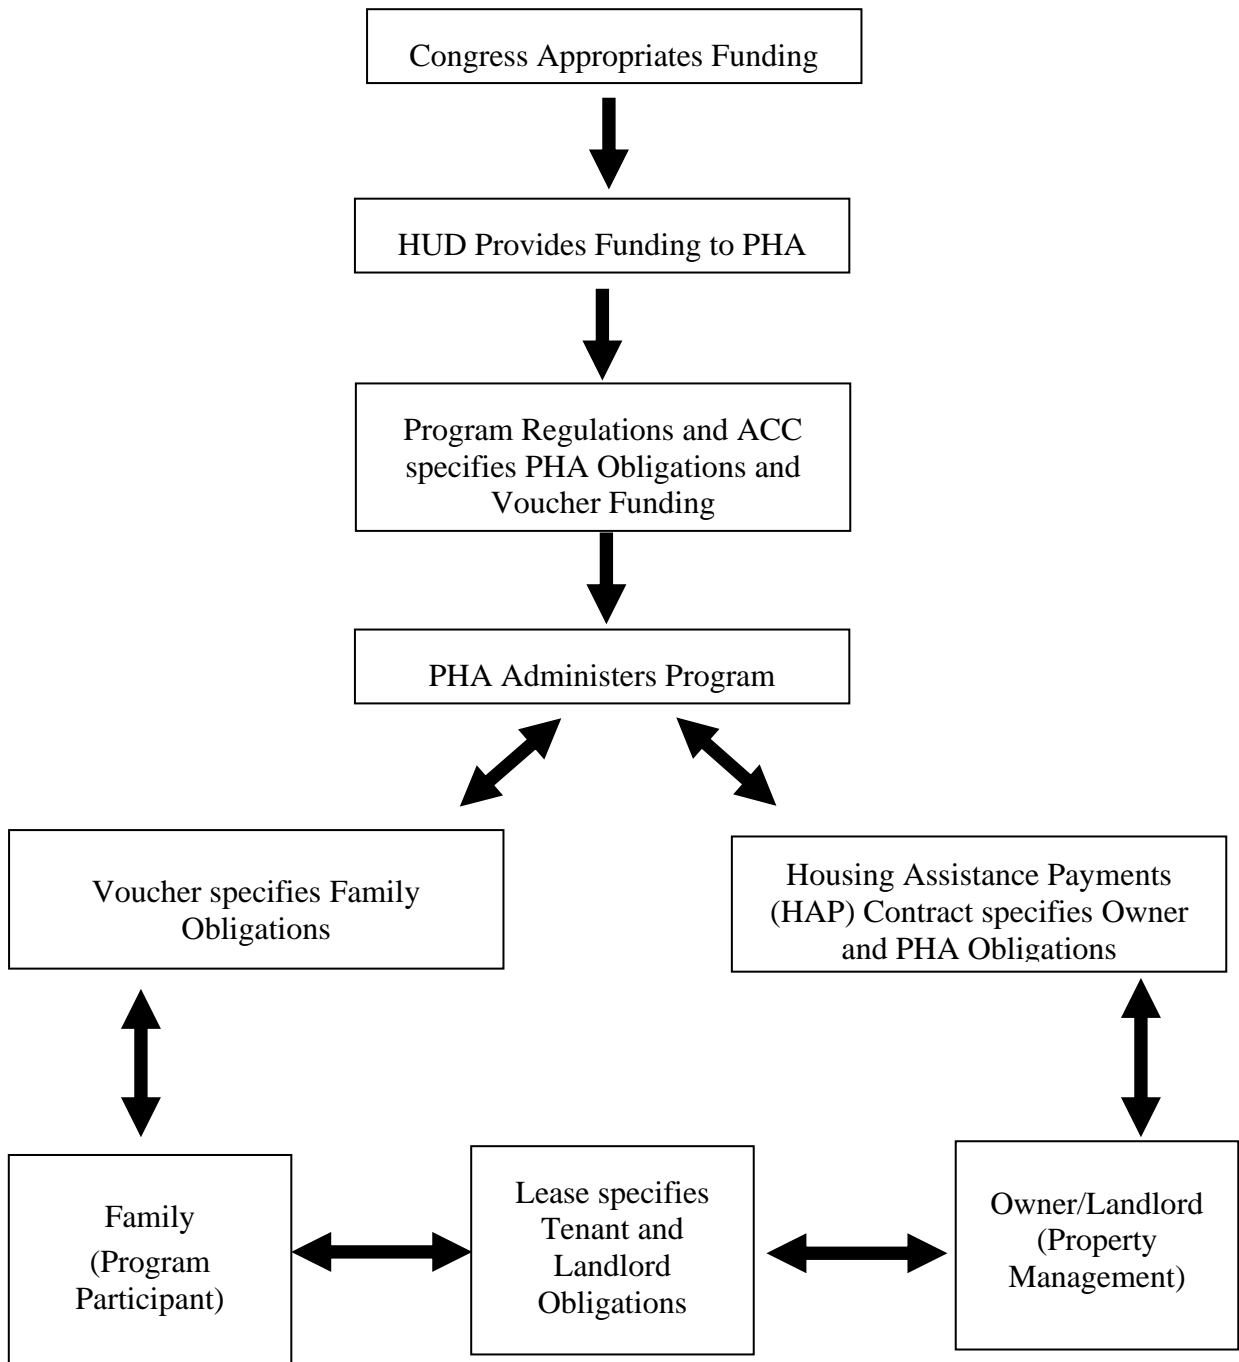 Congress Appropriates Funding
HUD Provides Funding to PHA
Program Regulations and ACC
specifies PHA Obligations and
Voucher Funding
PHA Administers Program
Voucher specifies Family
Obligations
Housing Assistance Payments
(HAP) Contract specifies Owner
and PHA Obligations
Family
(Program
Participant)
Lease specifies
Tenant and
Landlord
Obligations
Owner/Landlord
(Property
Management)